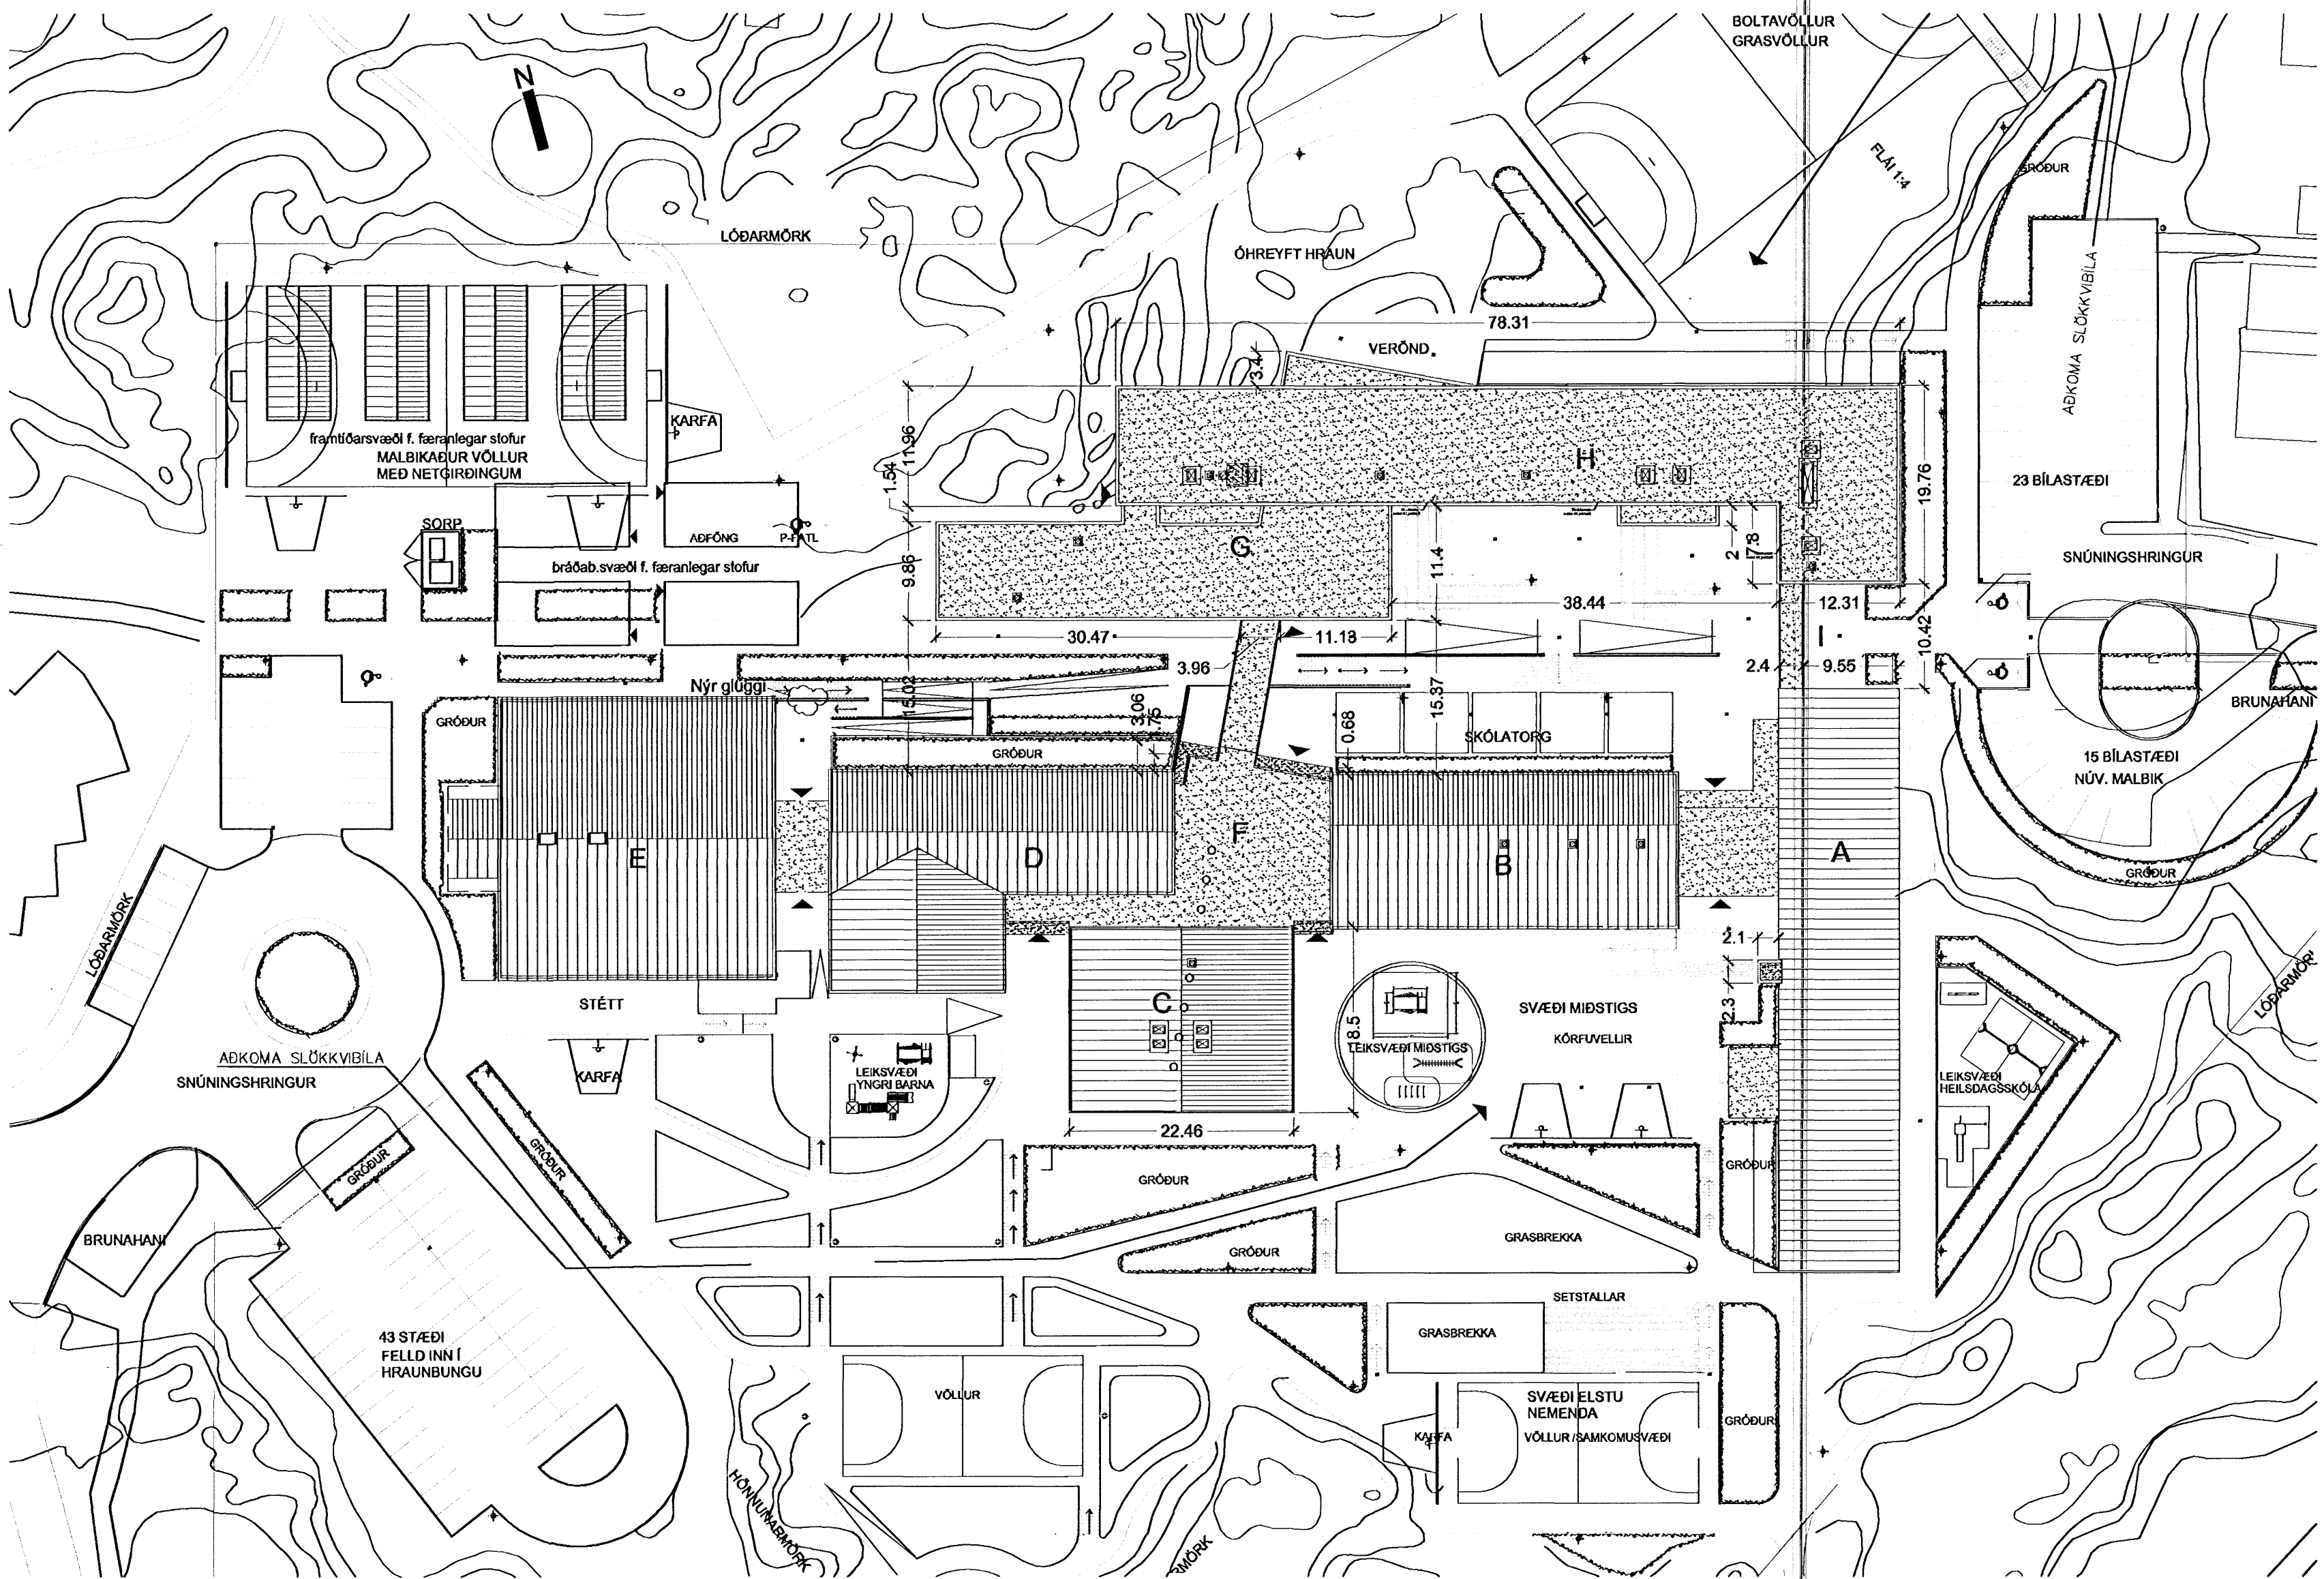 BOLTAVÖLLUR
GRASVÖLLUR
N
FLÁI 1:4
GRÓÐUR
LÓÐARMÖRK
ÓHREYFT HRAUN
AÐKOMA SLÖKKVIBÍLA
78.31
VERÖND
3.4
KARFA
framtíðarsvæði f. færanlegar stofur
MALBIKAÐUR VÖLLUR
MEÐ NETGIRÐINGUM
11.96
1.54
H
19.76
23 BÍLASTÆÐI
SORP
AÐFÖNG
P-FATL
G
2
7.8
11.4
SNÚNINGSHRINGUR
bráðab.svæði f. færanlegar stofur
9.86
38.44
12.31
30.47
11.13
I
10.42
3.96
2.4
9.55
Nýr gluggi
15.02
15.37
BRUNAHANI
GRÓÐUR
3.06
0.68
SKÓLATORG
GRÓÐUR
15 BÍLASTÆÐI
NÚV. MALBIK
E
D
F
B
A
GRÓÐUR
LÓÐARMÖRK
2.1
LÓÐARMÖRK
STÉTT
C
2.3
SVÆÐI MIÐSTIGS
KÖRFUVELLIR
8.5
LEIKSVÆÐI MIÐSTIGS
AÐKOMA SLÖKKVIBÍLA
SNÚNINGSHRINGUR
KARFA
LEIKSVÆÐI
YNGRI BARNA
LEIKSVÆÐI
HEILSDAGSSKÓLA
22.46
GRÓÐUR
GRÓÐUR
GRÓÐUR
GRÓÐUR
BRUNAHANI
GRÓÐUR
GRASBREKKA
SETSTALLAR
43 STÆÐI
FELLD INN Í
HRAUNBUNGU
GRASBREKKA
VÖLLUR
SVÆÐI ELSTU
NEMENDA
GRÓÐUR
KARFA
VÖLLUR /SAMKOMUSVÆÐI
HÖNNUNARMÖRK
MÖRK